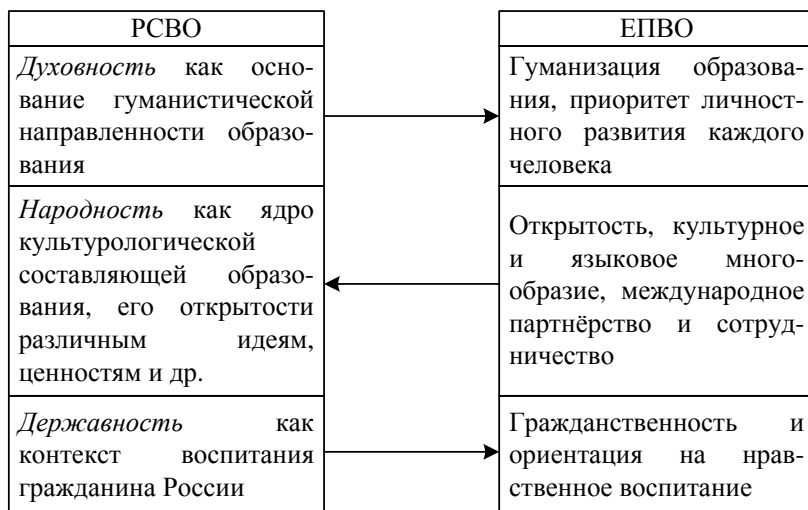 РСВО
Духовность как осно-
вание гуманистической
направленности образо-
вания
Народность как ядро
культурологической
составляющей образо-
вания, его открытости
различным идеям,
ценностям и др.
Державность как
контекст воспитания
гражданина России
ЕПВО
Гуманизация образова-
ния, приоритет личност-
ного развития каждого
человека
Открытость, культурное
и языковое много-
образие, международное
партнёрство и сотруд-
ничество
Гражданственность и
ориентация на нрав-
ственное воспитание